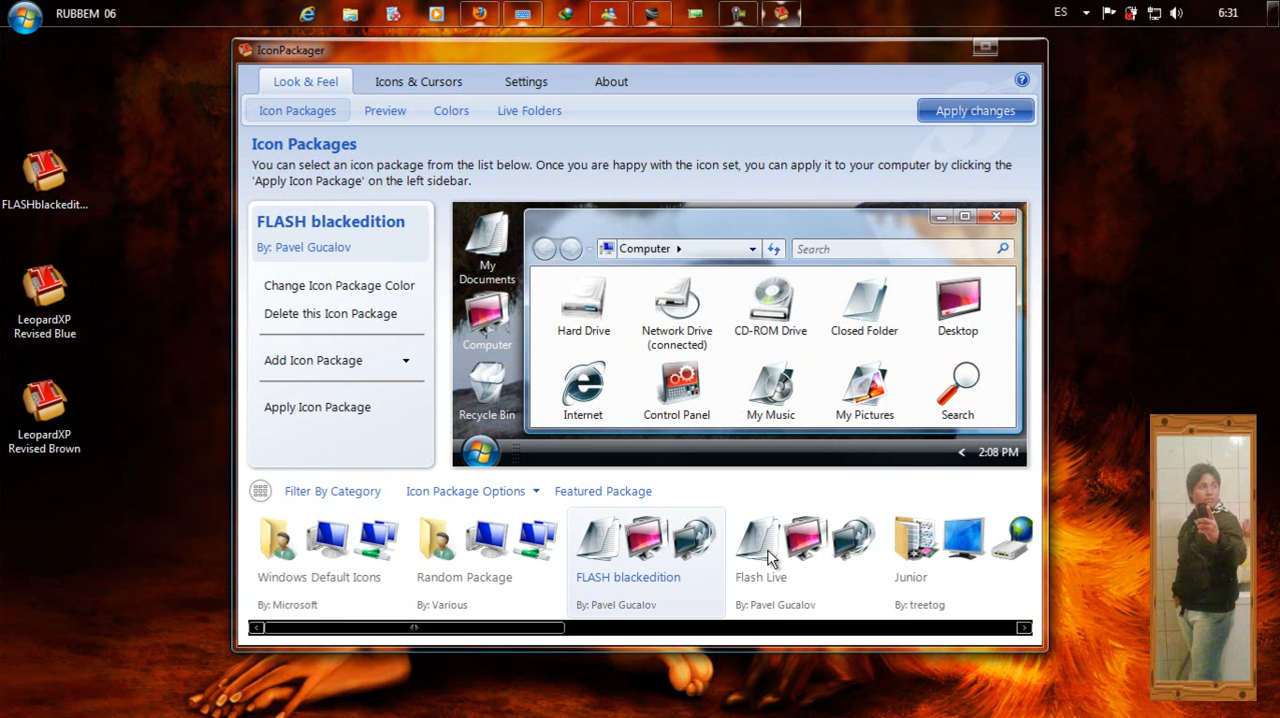 RUBBEM 06
ES
6:31
FLASHblackedit...
LeopardXP
Revised Blue
LeopardXP
Revised Brown
IconPackager
Look & Feel
Icons & Cursors
Settings
About
Icon Packages
Preview
Colors
Live Folders
Apply changes
Icon Packages
You can select an icon package from the list below. Once you are happy with the icon set, you can apply it to your computer by clicking the
'Apply Icon Package' on the left sidebar.
FLASH blackedition
By: Pavel Gucalov
Change Icon Package Color
Delete this Icon Package
Add Icon Package
Apply Icon Package
My
Documents
Computer
Recycle Bin
Computer
Search
Hard Drive
Network Drive
(connected)
CD-ROM Drive
Closed Folder
Desktop
Internet
Control Panel
My Music
My Pictures
Search
2:08 PM
Filter By Category
Icon Package Options
Featured Package
Windows Default Icons
By: Microsoft
Random Package
By: Various
FLASH blackedition
By: Pavel Gucalov
Flash Live
By: Pavel Gucalov
Junior
By: treetog